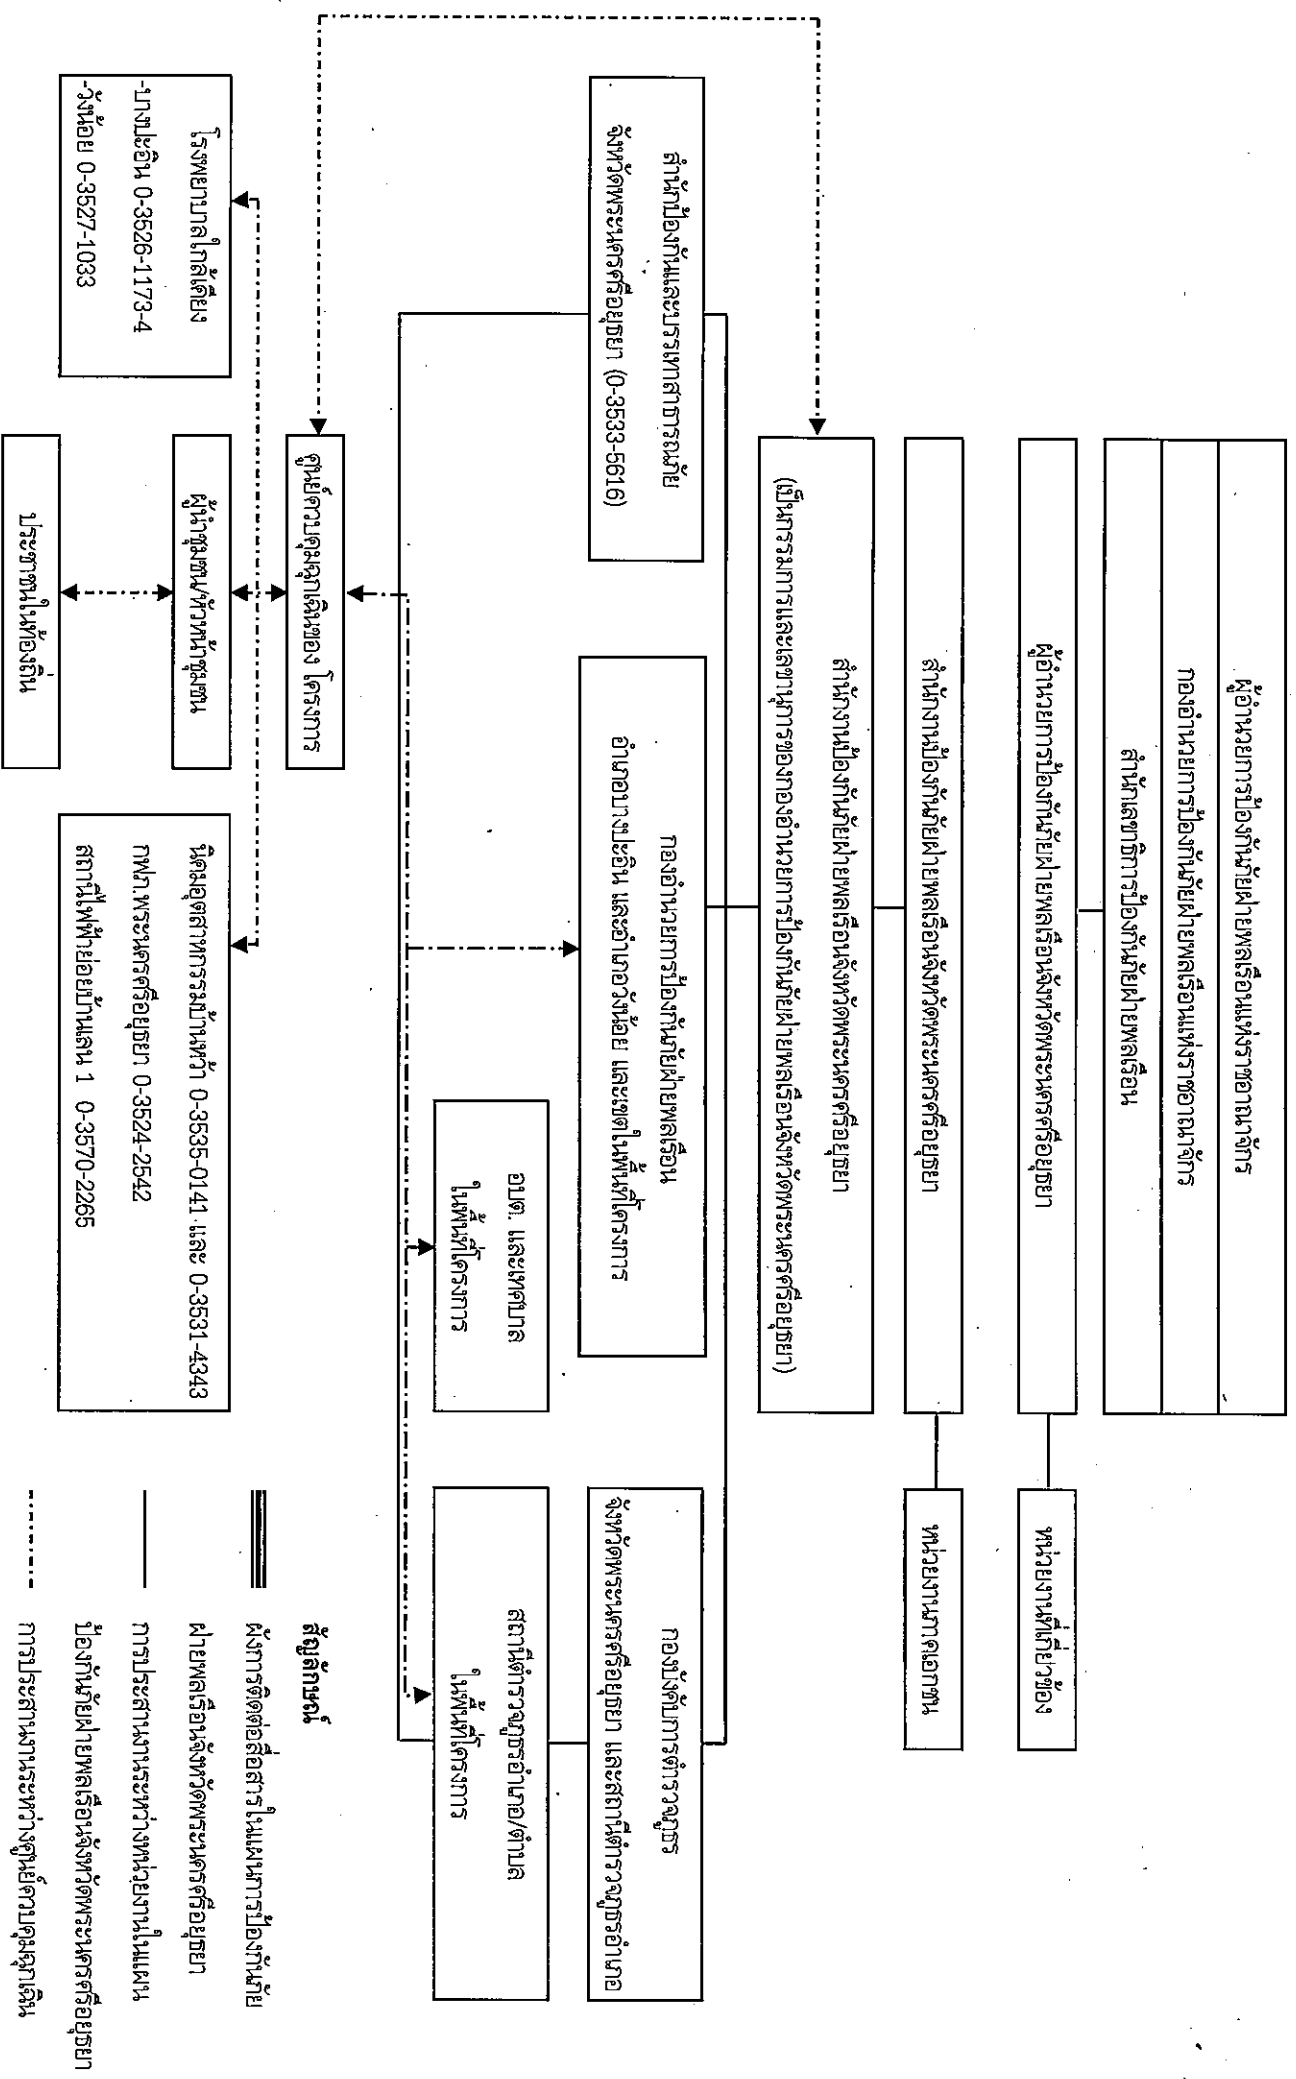 ผู้อำนวยการป้องกันภัยฝ่ายพลเรือนแห่งราชอาณาจักร
กองอำนวยการป้องกันภัยฝ่ายพลเรือนแห่งราชอาณาจักร
สำนักเลขาธิการป้องกันภัยฝ่ายพลเรือน
ผู้อำนวยการป้องกันภัยฝ่ายพลเรือนจังหวัดพระนครศรีอยุธยา
หน่วยงานที่เกี่ยวข้อง
สำนักงานป้องกันภัยฝ่ายพลเรือนจังหวัดพระนครศรีอยุธยา
หน่วยงานภาคเอกชน
สำนักงานป้องกันภัยฝ่ายพลเรือนจังหวัดพระนครศรีอยุธยา
(เป็นกรรมการและเลขานุการของกองอำนวยการป้องกันภัยฝ่ายพลเรือนจังหวัดพระนครศรีอยุธยา)
สำนักป้องกันและบรรเทาสาธารณภัย
จังหวัดพระนครศรีอยุธยา (0-3533-5616)
กองอำนวยการป้องกันภัยฝ่ายพลเรือน
อำเภอบางปะอิน และอำเภอวังน้อย และเขตในพื้นที่โครงการ
กองบังคับการตำรวจภูธร
จังหวัดพระนครศรีอยุธยา และสถานีตำรวจภูธรอำเภอ
อบต. และเทศบาล
ในพื้นที่โครงการ
สถานีตำรวจภูธรอำเภอ/ตำบล
ในพื้นที่โครงการ
ศูนย์ควบคุมฉุกเฉินของ โครงการ
โรงพยาบาลใกล้เคียง
-บางปะอิน 0-3526-1173-4
-วังน้อย 0-3527-1033
ผู้นำชุมชน/หัวหน้าชุมชน
นิคมอุตสาหกรรมบ้านหว้า 0-3535-0141 และ 0-3531-4343
กฟภ.พระนครศรีอยุธยา 0-3524-2542
สถานีไฟฟ้าย่อยบ้านเลน 1 0-3570-2265
ประชาชนในท้องถิ่น
สัญลักษณ์
ผังการติดต่อสื่อสารในแผนการป้องกันภัย
ฝ่ายพลเรือนจังหวัดพระนครศรีอยุธยา
การประสานงานระหว่างหน่วยงานในแผน
ป้องกันภัยฝ่ายพลเรือนจังหวัดพระนครศรีอยุธยา
การประสานงานระหว่างศูนย์ควบคุมฉุกเฉิน